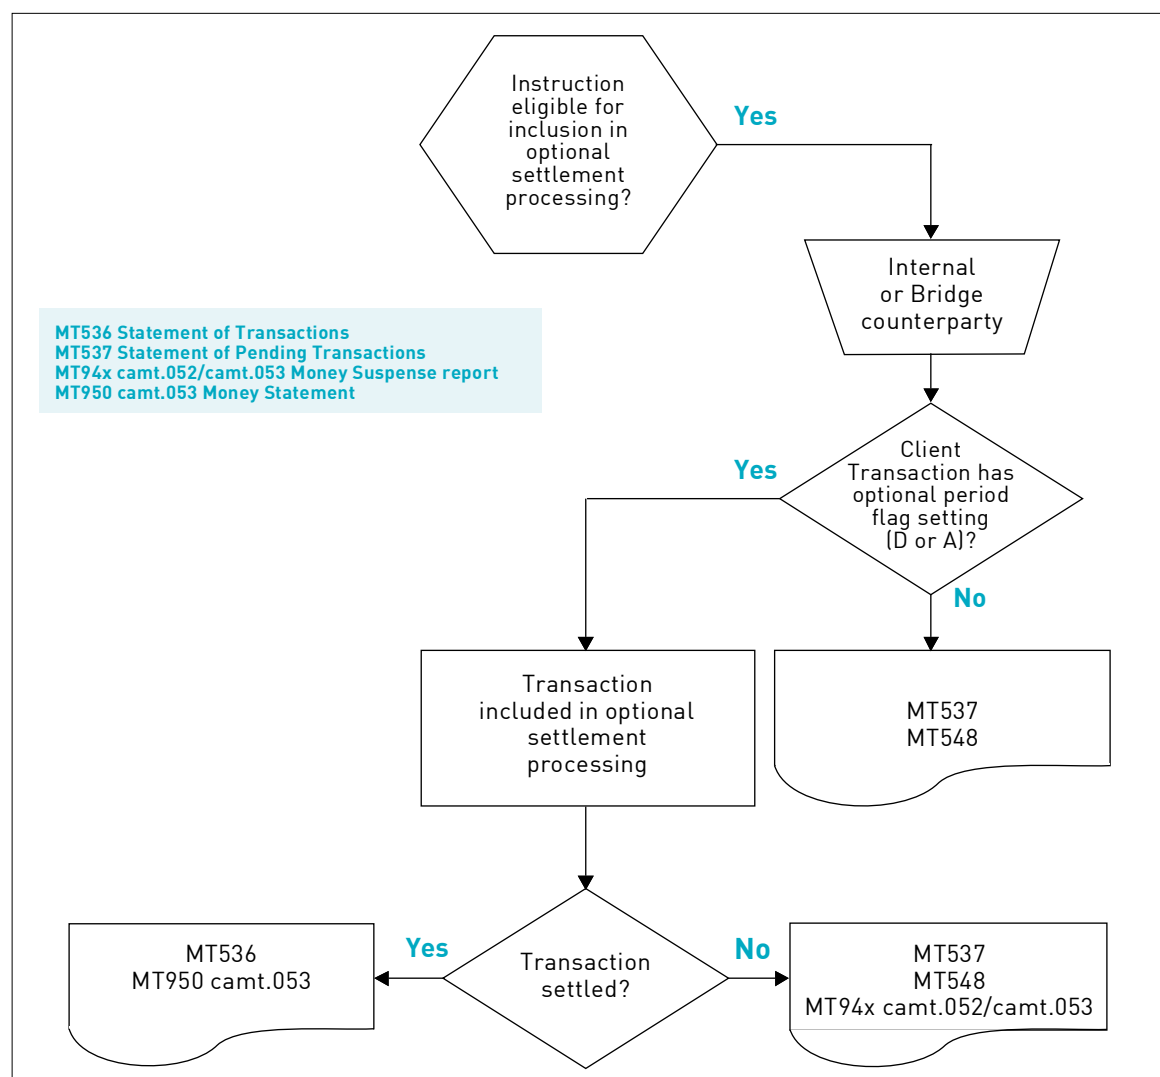 Instruction
eligible for
inclusion in
optional
settlement
processing?
Yes
Internal
or Bridge
counterparty
MT536 Statement of Transactions
MT537 Statement of Pending Transactions
MT94x camt.052/camt.053 Money Suspense report
MT950 camt.053 Money Statement
Client
Transaction has
optional period
flag setting
(D or A)?
Yes
No
Transaction
included in optional
settlement
processing
MT537
MT548
Transaction
settled?
Yes
No
MT536
MT950 camt.053
MT537
MT548
MT94x camt.052/camt.053